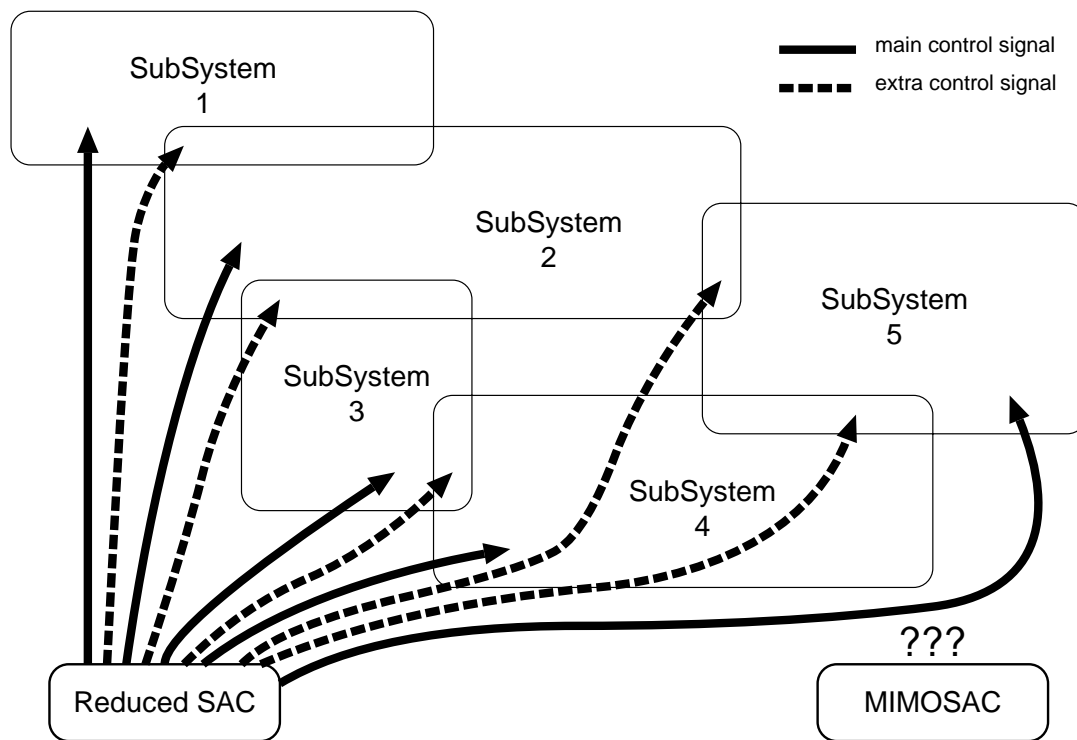 SubSystem
1
main control signal
extra control signal
SubSystem
2
SubSystem
5
SubSystem
3
SubSystem
4
???
Reduced SAC
MIMOSAC